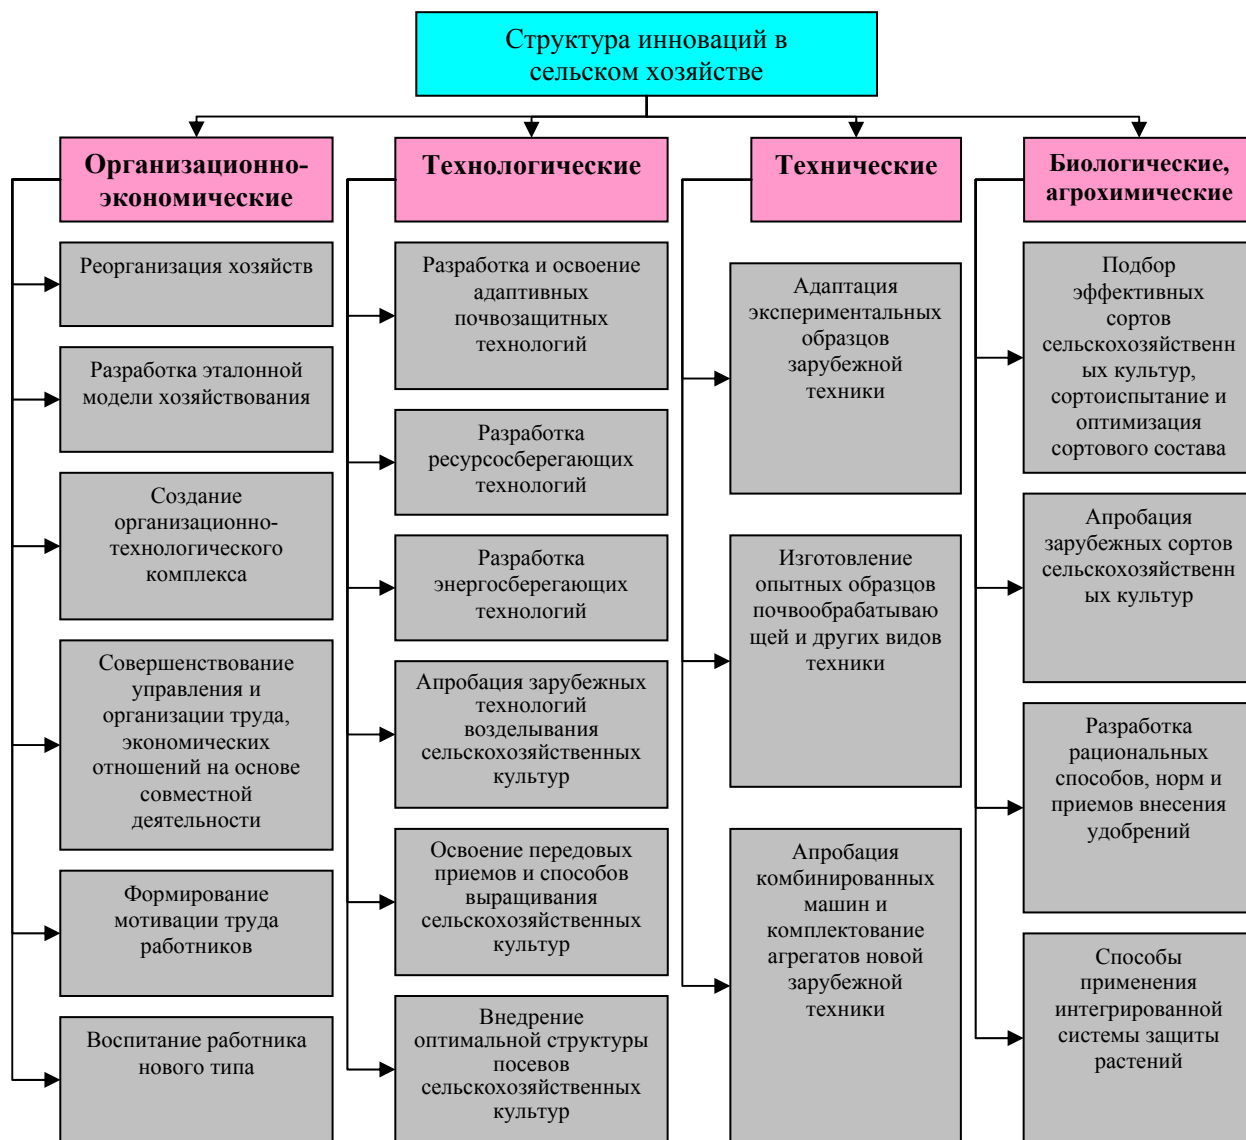 Структура инноваций в
сельском хозяйстве
Организационно-
экономические
Реорганизация хозяйств
Разработка эталонной
модели хозяйствования
Создание
организационно-
технологического
комплекса
Совершенствование
управления и
организации труда,
экономических
отношений на основе
совместной
деятельности
Формирование
мотивации труда
работников
Воспитание работника
нового типа
Технологические
Разработка и освоение
адаптивных
почвозащитных
технологий
Разработка
ресурсосберегающих
технологий
Разработка
энергосберегающих
технологий
Апробация зарубежных
технологий
возделывания
сельскохозяйственных
культур
Освоение передовых
приемов и способов
выращивания
сельскохозяйственных
культур
Внедрение
оптимальной структуры
посевов
сельскохозяйственных
культур
Технические
Адаптация
экспериментальных
образцов
зарубежной
техники
Изготовление
опытных образцов
почвообрабатываю
щей и других видов
техники
Апробация
комбинированных
машин и
комплектование
агрегатов новой
зарубежной
техники
Биологические,
агрохимические
Подбор
эффективных
сортов
сельскохозяйственн
ых культур,
сортоиспытание и
оптимизация
сортового состава
Апробация
зарубежных сортов
сельскохозяйственн
ых культур
Разработка
рациональных
способов, норм и
приемов внесения
удобрений
Способы
применения
интегрированной
системы защиты
растений